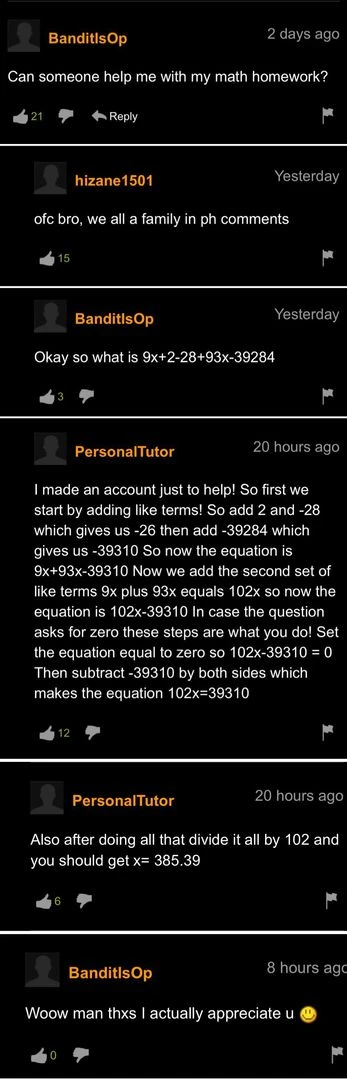 BanditIsOp
2 days ago
Can someone help me with my math homework?
21
Reply
hizane1501
Yesterday
ofc bro, we all a family in ph comments
15
BanditIsOp
Yesterday
Okay so what is 9x+2-28+93x-39284
3
PersonalTutor
20 hours ago
I made an account just to help! So first we
start by adding like terms! So add 2 and -28
which gives us -26 then add -39284 which
gives us -39310 So now the equation is
9x+93x-39310 Now we add the second set of
like terms 9x plus 93x equals 102x so now the
equation is 102x-39310 In case the question
asks for zero these steps are what you do! Set
the equation equal to zero so 102x-39310 = 0
Then subtract -39310 by both sides which
makes the equation 102x=39310
12
PersonalTutor
20 hours ago
Also after doing all that divide it all by 102 and
you should get x= 385.39
6
BanditIsOp
8 hours ago
Woow man thxs I actually appreciate u 🙂
0